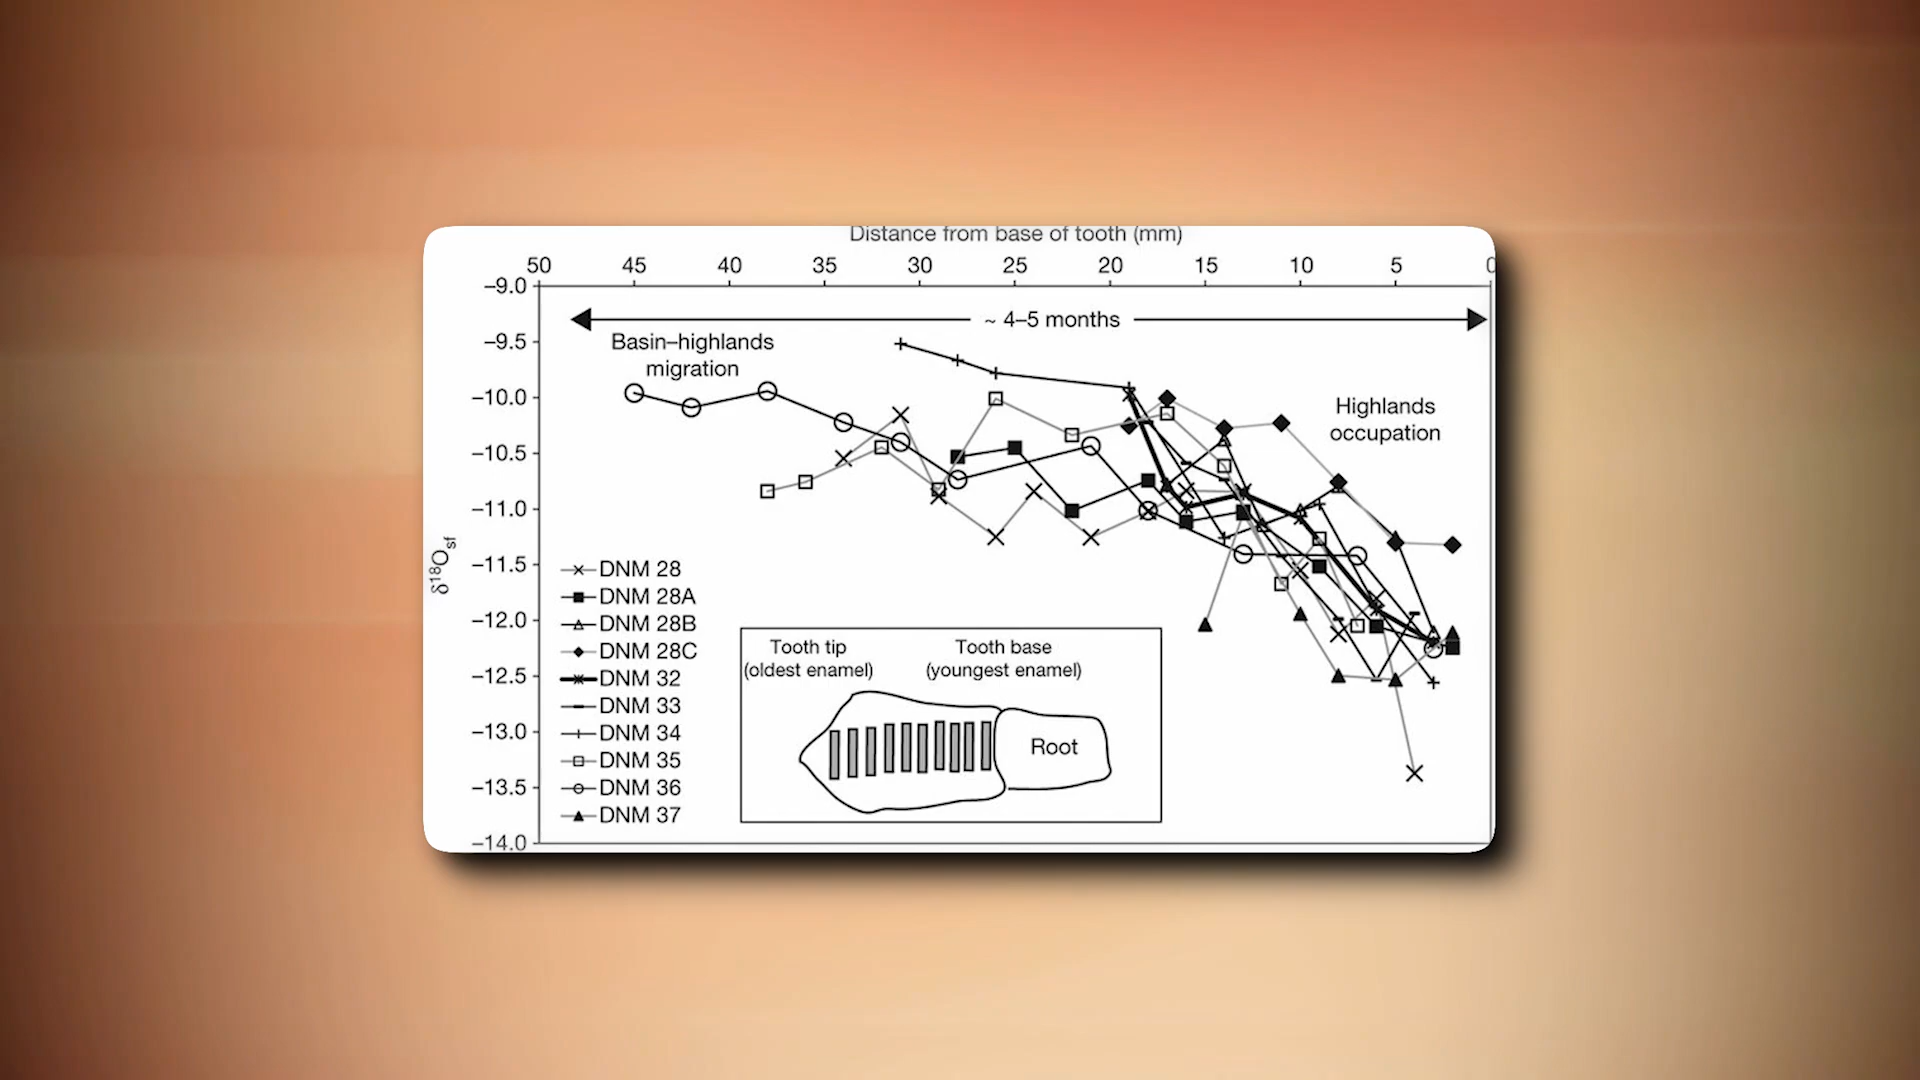 Distance from base of tooth (mm)
50 45 40 35 30 25 20 15 10 5 0
–9.0
~ 4–5 months
–9.5
Basin–highlands
migration
–10.0
Highlands
occupation
–10.5
–11.0
–11.5
–12.0
–12.5
–13.0
–13.5
–14.0
δ18Osf
DNM 28
DNM 28A
DNM 28B
DNM 28C
DNM 32
DNM 33
DNM 34
DNM 35
DNM 36
DNM 37
Tooth tip
(oldest enamel)
Tooth base
(youngest enamel)
Root